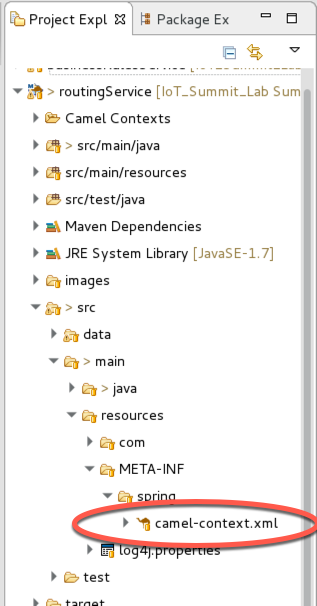 Project Expl
Package Ex
> routingService [IoT_Summit_Lab Sum
Camel Contexts
> src/main/java
src/main/resources
src/test/java
Maven Dependencies
JRE System Library [JavaSE-1.7]
images
> src
data
> main
> java
resources
com
META-INF
spring
camel-context.xml
log4j.properties
test
target